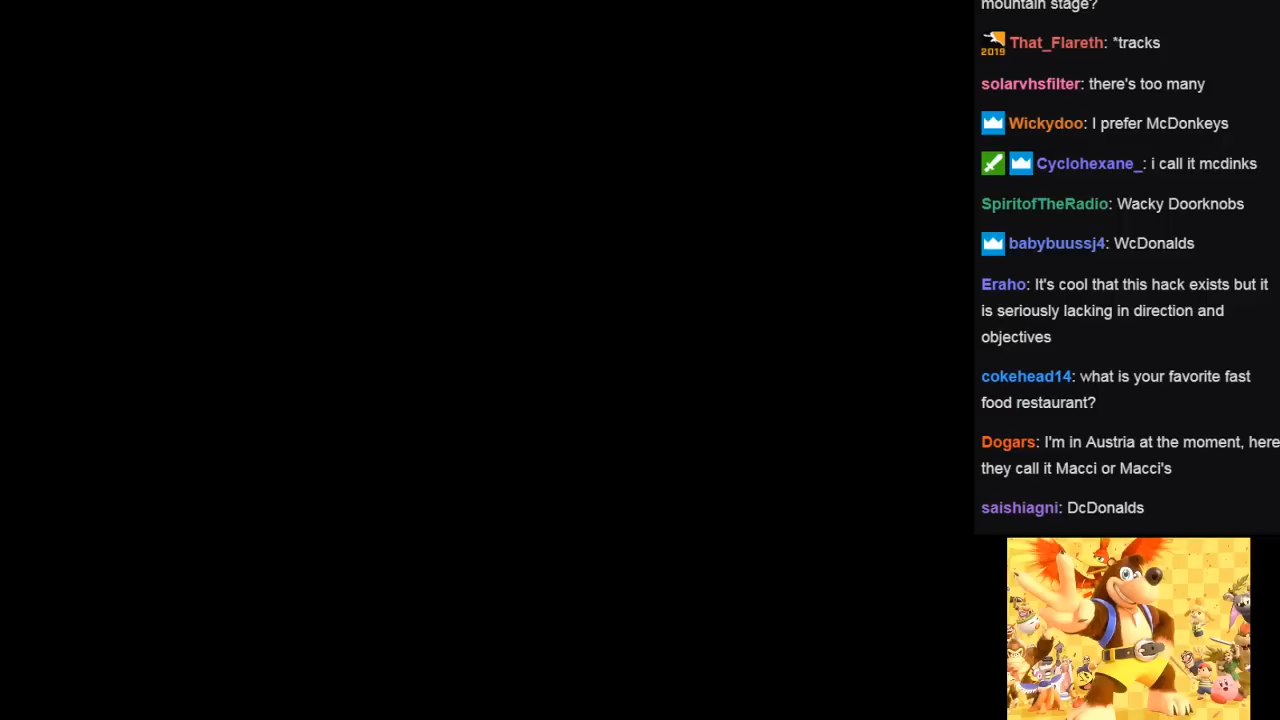 mountain stage?
2019 That_Flareth: *tracks
solarvhsfilter: there's too many
Wickydoo: I prefer McDonkeys
Cyclohexane_: i call it mcdinks
SpiritofTheRadio: Wacky Doorknobs
babybuussj4: WcDonalds
Eraho: It's cool that this hack exists but it
is seriously lacking in direction and
objectives
cokehead14: what is your favorite fast
food restaurant?
Dogars: I'm in Austria at the moment, here
they call it Macci or Macci's
saishiagni: DcDonalds